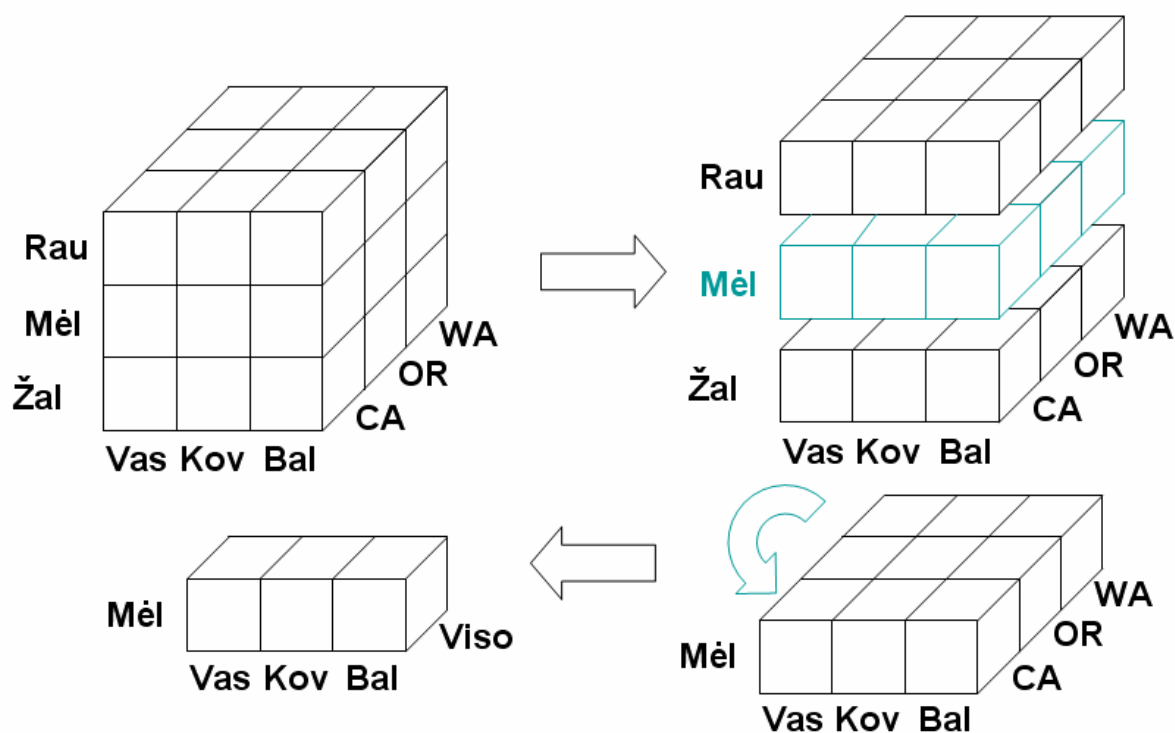 Rau
Mėl
Žal
Vas Kov Bal
CA
OR
WA
Rau
Mėl
Žal
Vas Kov Bal
CA
OR
WA
Mėl
Vas Kov Bal
CA
OR
WA
Mėl
Vas Kov Bal
Viso